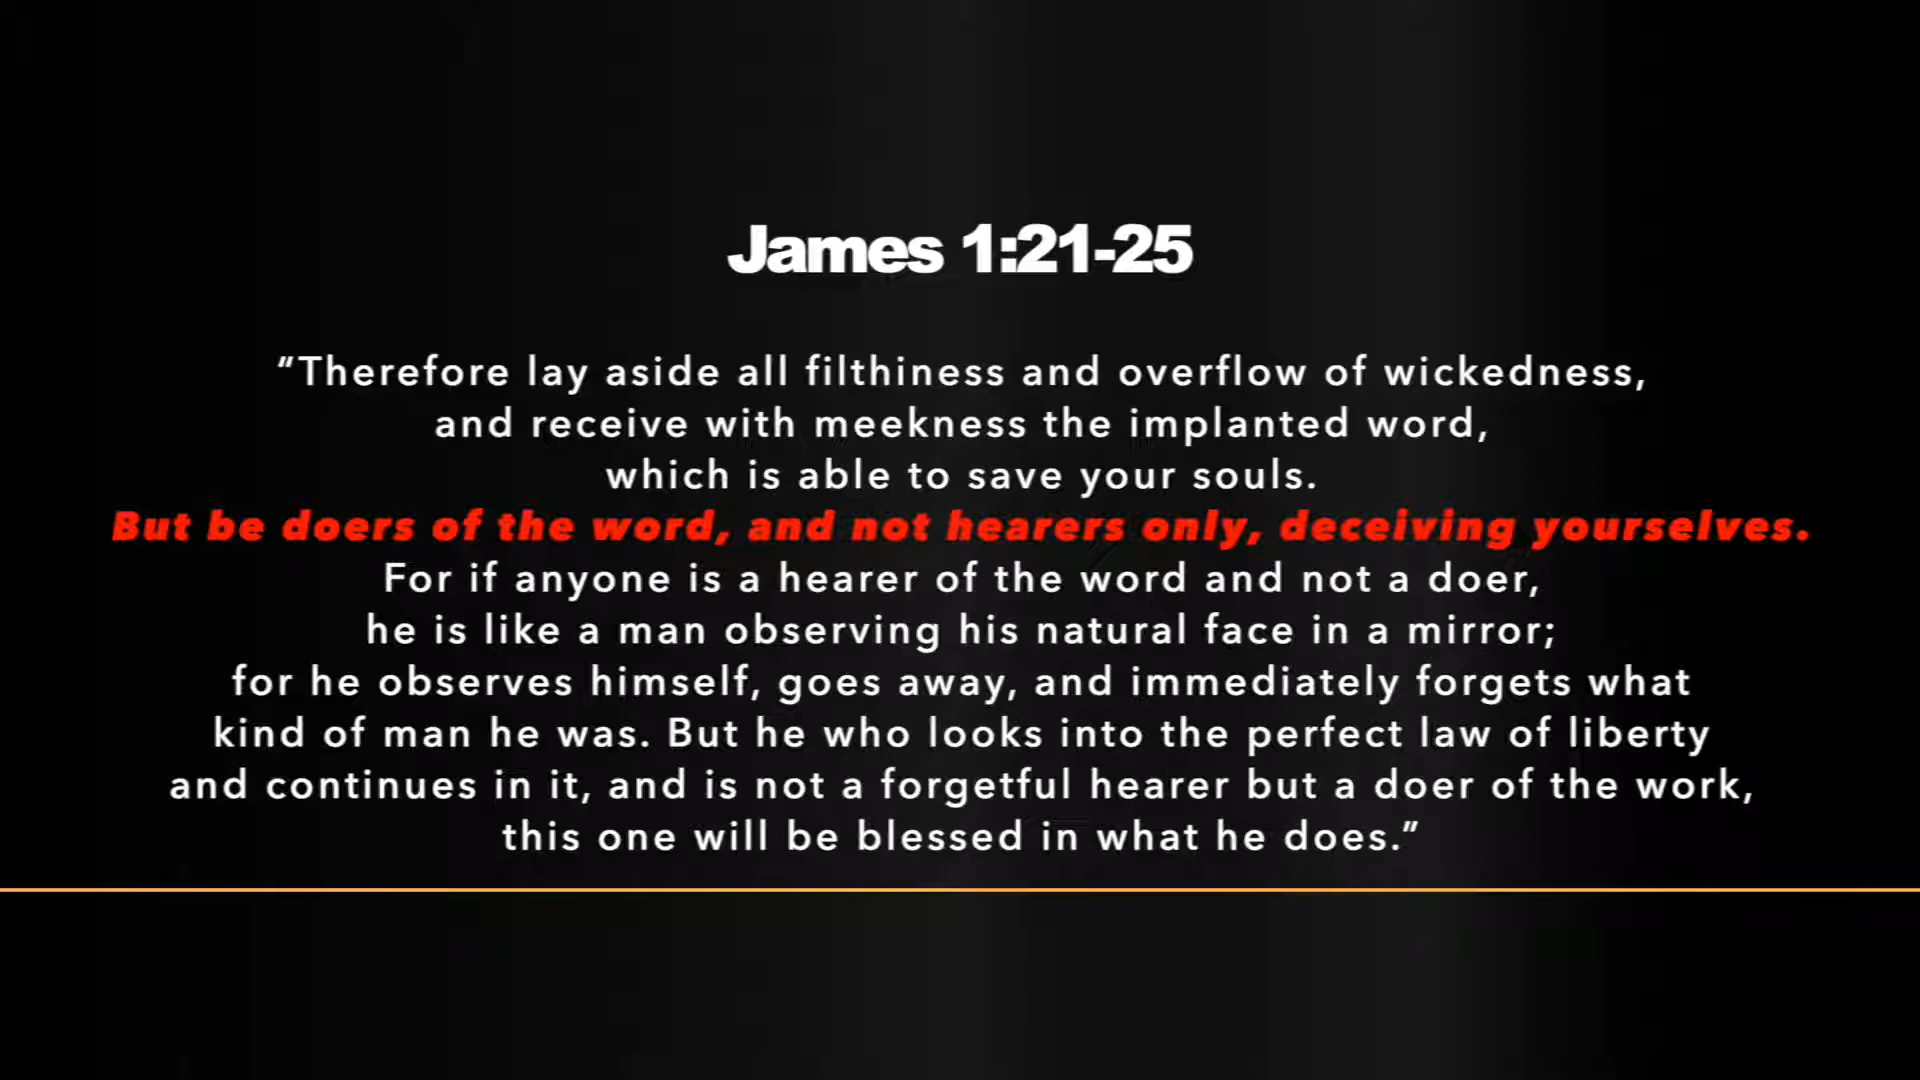 James 1:21-25
“Therefore lay aside all filthiness and overflow of wickedness,
and receive with meekness the implanted word,
which is able to save your souls.
But be doers of the word, and not hearers only, deceiving yourselves.
For if anyone is a hearer of the word and not a doer,
he is like a man observing his natural face in a mirror;
for he observes himself, goes away, and immediately forgets what
kind of man he was. But he who looks into the perfect law of liberty
and continues in it, and is not a forgetful hearer but a doer of the work,
this one will be blessed in what he does.”